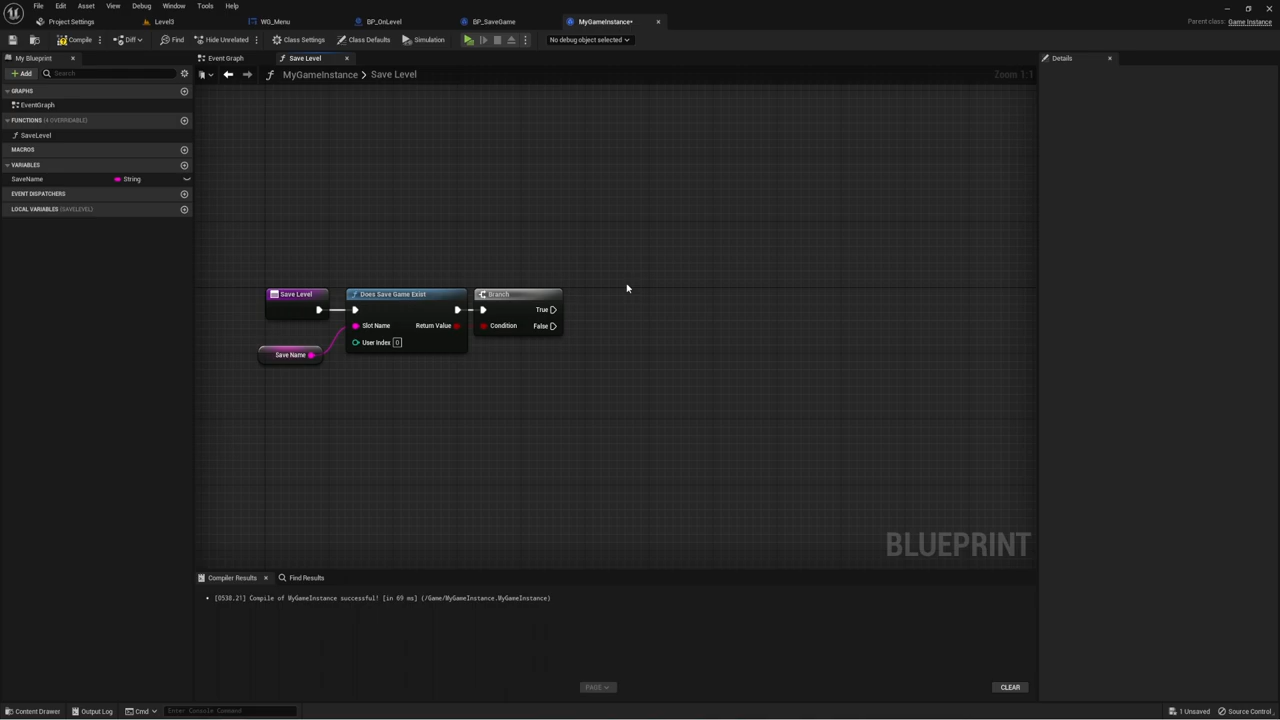 File Edit Asset View Debug Window Tools Help
Project Settings Level3 WG_Menu BP_OnLevel BP_SaveGame MyGameInstance• Parent class: Game Instance
Compile Diff Find Hide Unrelated Class Settings Class Defaults Simulation No debug object selected
My Blueprint Event Graph Save Level Details
Add Search MyGameInstance > Save Level Zoom 1:1
GRAPHS
EventGraph
FUNCTIONS (4 OVERRIDABLE)
SaveLevel
MACROS
VARIABLES
SaveName String
EVENT DISPATCHERS
LOCAL VARIABLES (SAVELEVEL)
Save Level
Does Save Game Exist
Slot Name Return Value
User Index 0
Branch
True
Condition False
Save Name
BLUEPRINT
Compiler Results Find Results
[0538.21] Compile of MyGameInstance successful! [in 69 ms] (/Game/MyGameInstance.MyGameInstance)
PAGE CLEAR
Content Drawer Output Log Cmd Enter Console Command 1 Unsaved Source Control